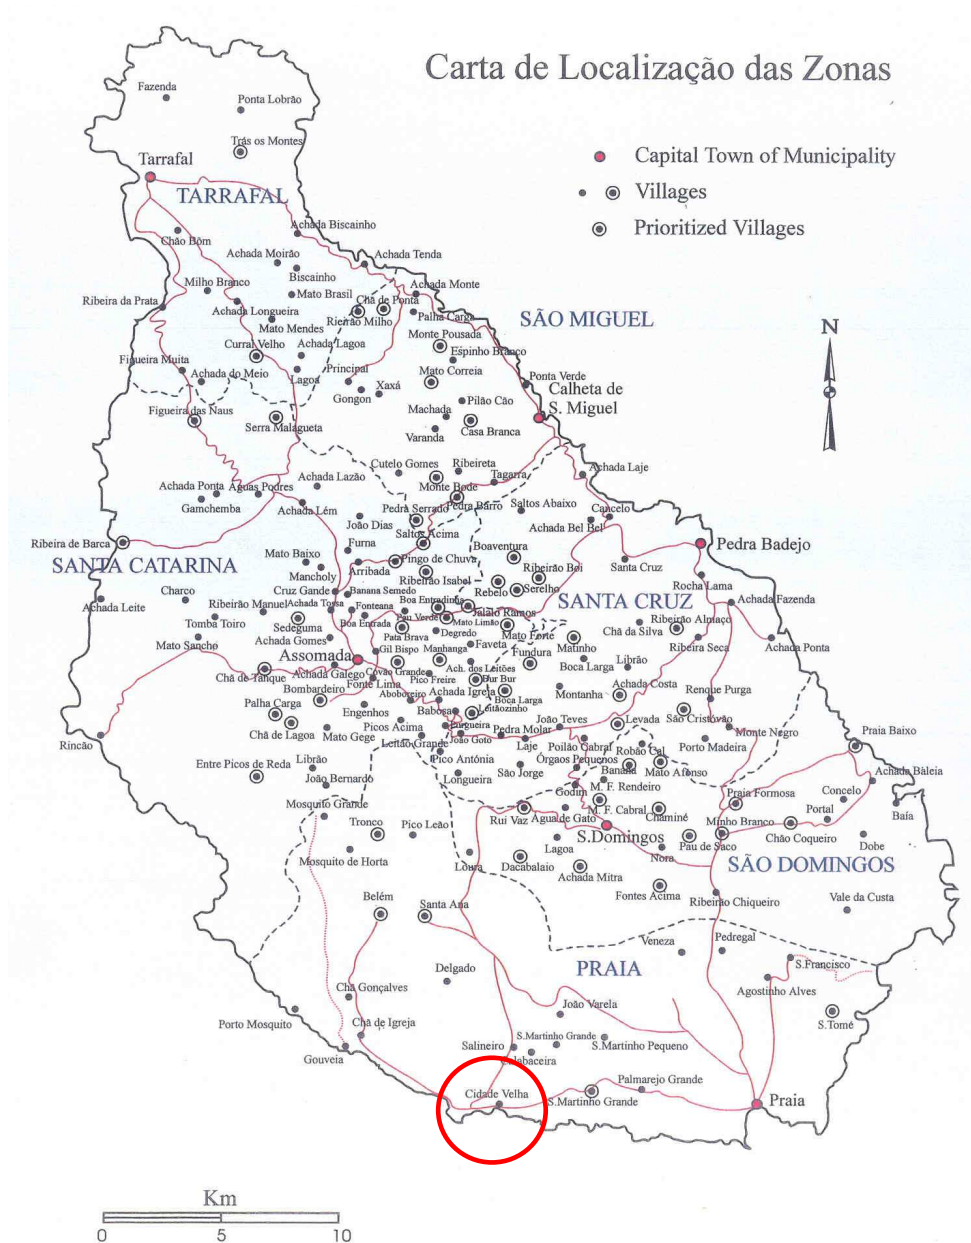 Carta de Localização das Zonas
Fazenda
Ponta Lobrão
Trás os Montes
Tarrafal
Capital Town of Municipality
Villages
Prioritized Villages
TARRAFAL
Achada Biscainho
Chão Bôm
Achada Moirão
Achada Tenda
Biscainho
Milho Branco
Achada Monte
Mato Brasil
Chã de Ponta
Ribeira da Prata
Achada Longueira
Rierão Milho
Palha Carga
SÃO MIGUEL
N
Mato Mendes
Monte Pousada
Curral Velho
Achada Lagoa
Espinho Branco
Figueira Muita
Achada do Meio
Lagoa
Principal
Mato Correia
Ponta Verde
Xaxá
Gongon
Calheta de
S. Miguel
Pilão Cão
Figueira das Naus
Machada
Serra Malagueta
Varanda
Casa Branca
Cutelo Gomes
Ribeireta
Achada Laje
Tagarra
Achada Lazão
Achada Ponta
Aguas Podres
Monte Bode
Gamchemba
Achada Lém
Pedra Serrado
Pedra Barro
Saltos Abaixo
Cancelo
João Dias
Achada Bel Bel
Saltos Acima
Ribeira de Barca
Furna
Boaventura
Pedra Badejo
Mato Baixo
Pingo de Chuva
SANTA CATARINA
Mancholy
Arribada
Ribeirão Boi
Santa Cruz
Ribeirão Isabel
Rocha Lama
Charco
Cruz Gande
Banana Semedo
Rebelo
Serelho
Achada Leite
Ribeirão Manuel
Achada Tossa
Fonteana
Boa Entradinha
SANTA CRUZ
Achada Fazenda
Tomba Toiro
Boa Entrada
Pau Verde
Mato Limão
Jalalo Ramos
Ribeirão Almaço
Sedeguma
Chã da Silva
Mato Sancho
Achada Gomes
Pata Brava
Degredo
Mato Forte
Matinho
Ribeira Seca
Achada Ponta
Assomada
Gil Bispo
Manhanga
Faveta
Fundura
Boca Larga
Librão
Chã de Tanque
Achada Galego
Covão Grande
Ach. dos Leitões
Fonte Lima
Pico Freire
Dur Bur
Bombardeiro
Aboboreiro
Achada Igreja
Boca Larga
Montanha
Achada Costa
Renque Purga
Palha Carga
Engenhos
Babosa
Leitãozinho
São Cristóvão
Picos Acima
João Teves
Levada
Monte Negro
Rincão
Chã de Lagoa
Mato Gege
Leitão Grande
João Goto
Pedra Molar
Laje
Poilão Cabral
Robão Cal
Porto Madeira
Praia Baixo
Pico Antónia
Órgaos Pequenos
Entre Picos de Reda
Librão
João Bernardo
Longueira
São Jorge
Banana
Mato Afonso
Achada Bàleia
Godim
M. F. Rendeiro
Mosquito Grande
Praia Formosa
Concelo
Portal
Baía
M. F. Cabral
Tronco
Pico Leão
Rui Vaz
Agua de Gato
Chaminé
Minho Branco
Chão Coqueiro
S.Domingos
Pau de Saco
Dobe
Mosquito de Horta
Lagoa
Nora
SÃO DOMINGOS
Loura
Dacabalaio
Achada Mitra
Belém
Santa Ana
Fontes Acima
Ribeirão Chiqueiro
Vale da Custa
Veneza
Pedregal
Delgado
PRAIA
S.Francisco
Agostinho Alves
Chã Gonçalves
João Varela
Porto Mosquito
Chã de Igreja
S.Tomé
S.Martinho Grande
Gouveia
Salineiro
S.Martinho Pequeno
Calabaceira
Cidade Velha
Palmarejo Grande
S.Martinho Grande
Praia
Km
0 5 10